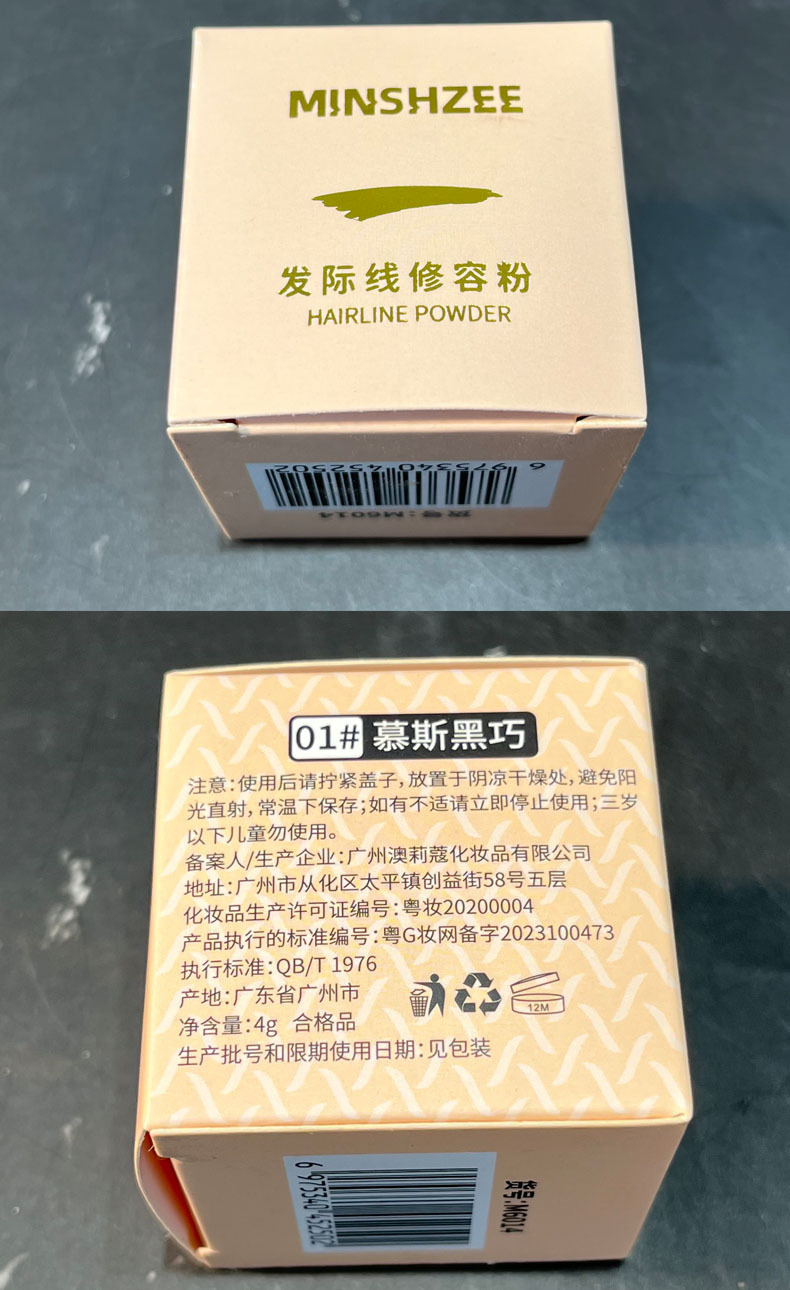 MINSHZEE
发际线修容粉
HAIRLINE POWDER
6 975340 452502
货号:M6014
01# 慕斯黑巧
注意:使用后请拧紧盖子,放置于阴凉干燥处,避免阳
光直射,常温下保存;如有不适请立即停止使用;三岁
以下儿童勿使用。
备案人/生产企业:广州澳莉蔻化妆品有限公司
地址:广州市从化区太平镇创益街58号五层
化妆品生产许可证编号:粤妆20200004
产品执行的标准编号:粤G妆网备字2023100473
执行标准:QB/T 1976
产地:广东省广州市
净含量:4g 合格品
12M
生产批号和限期使用日期:见包装
6 975340 452502
货号:M6014